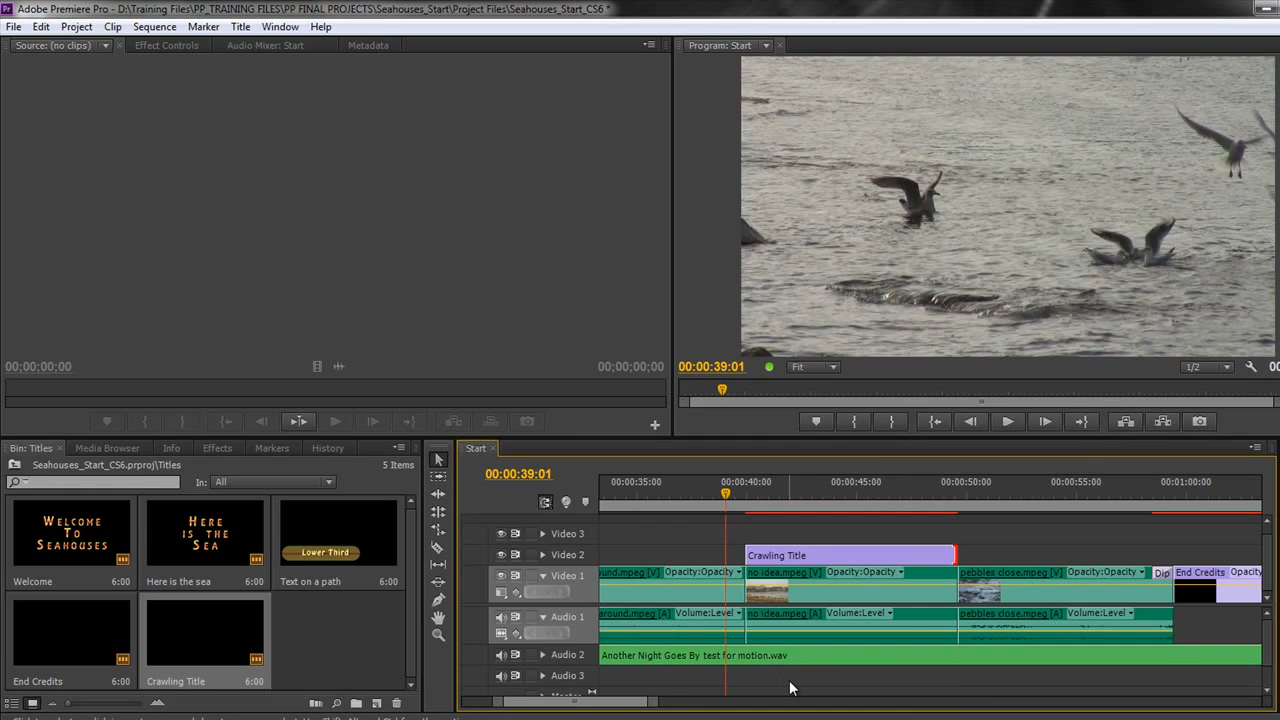 Pr Adobe Premiere Pro - D:\Training Files\PP_TRAINING FILES\PP FINAL PROJECTS\Seahouses_Start\Project Files\Seahouses_Start_CS6 *
File Edit Project Clip Sequence Marker Title Window Help
Source: (no clips) Effect Controls Audio Mixer: Start Metadata
Program: Start
00;00;00;00 00;00;00;00
00:00:39:01 Fit 1/2 00
Bin: Titles Media Browser Info Effects Markers History
Seahouses_Start_CS6.prproj\Titles 5 Items
In: All
WELCOME
TO
SEAHOUSES
HERE
IS THE
SEA
Lower Third
Welcome 6:00 Here is the sea 6:00 Text on a path 6:00
End Credits 6:00 Crawling Title 6:00
Start
00:00:39:01
00:00:35:00 00:00:40:00 00:00:45:00 00:00:50:00 00:00:55:00 00:01:00:00
Video 3
Video 2 Crawling Title
Video 1 ound.mpeg [V] Opacity:Opacity no idea.mpeg [V] Opacity:Opacity pebbles close.mpeg [V] Opacity:Opacity Dip End Credits Opacity
Audio 1 around.mpeg [A] Volume:Level no idea.mpeg [A] Volume:Level pebbles close.mpeg [A] Volume:Level
Audio 2 Another Night Goes By test for motion.wav
Audio 3